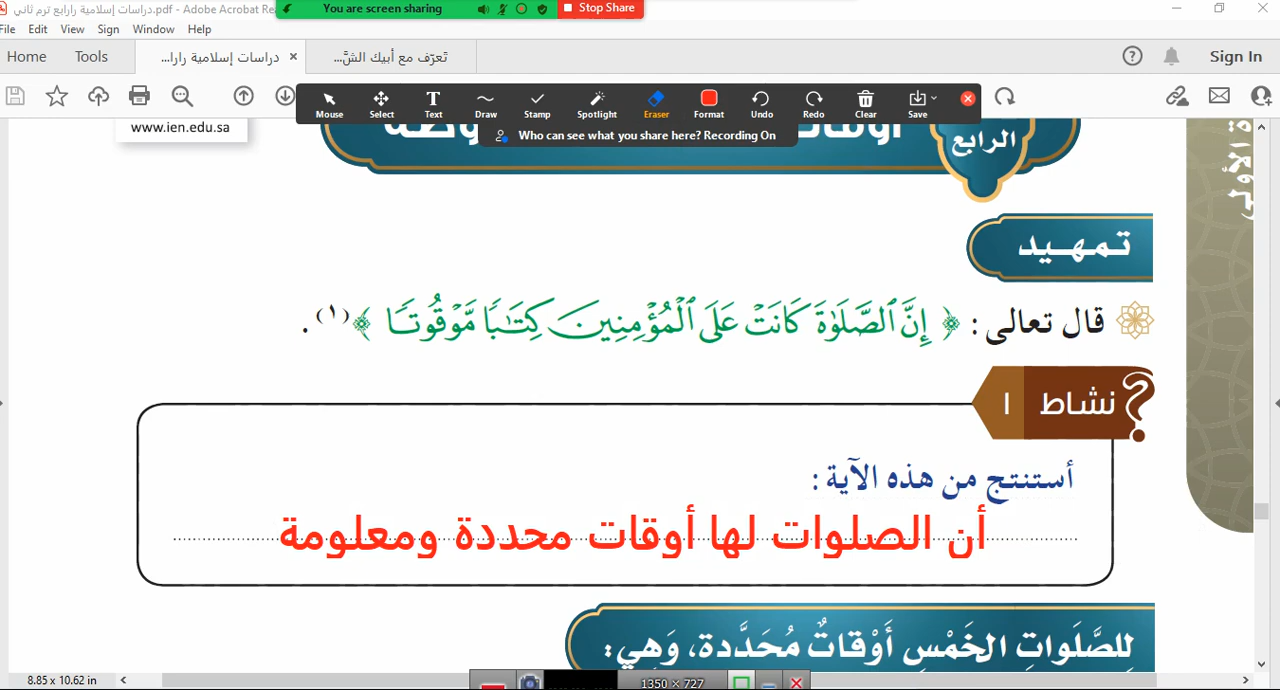 دراسات إسلامية رارابع ترم ثاني.pdf - Adobe Acrobat Rea
You are screen sharing
Stop Share
File Edit View Sign Window Help
Home Tools دراسات إسلامية رارا... × تَعرّف مع أبيك الشَّ...
Sign In
Mouse Select Text Draw Stamp Spotlight Eraser Format Undo Redo Clear Save
Who can see what you share here? Recording On
www.ien.edu.sa
الرابع
تمهيد
قال تعالى : ﴿ إِنَّ ٱلصَّلَوٰةَ كَانَتْ عَلَى ٱلْمُؤْمِنِينَ كِتَٰبًا مَّوْقُوتًا ﴾(١) .
نشاط ١
أستنتج من هذه الآية :
أن الصلوات لها أوقات محددة ومعلومة
لِلصَّلَواتِ الخَمْسِ أَوْقاتٌ مُحَدَّدة، وَهِي:
8.85 x 10.62 in
1350 × 727